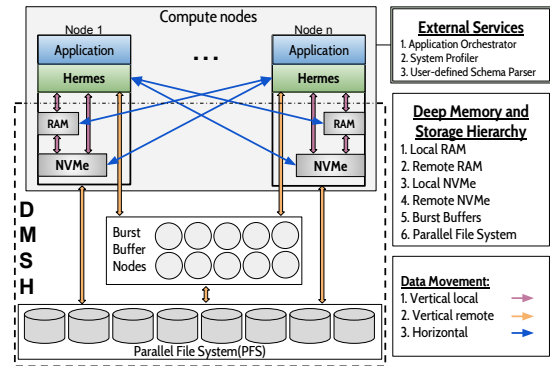 Compute nodes
Node 1
Node n
Application
Hermes
RAM
NVMe
...
Application
Hermes
RAM
NVMe
D
M
S
H
Burst
Buffer
Nodes
Parallel File System(PFS)
External Services
1. Application Orchestrator
2. System Profiler
3. User-defined Schema Parser
Deep Memory and
Storage Hierarchy
1. Local RAM
2. Remote RAM
3. Local NVMe
4. Remote NVMe
5. Burst Buffers
6. Parallel File System
Data Movement:
1. Vertical local
2. Vertical remote
3. Horizontal